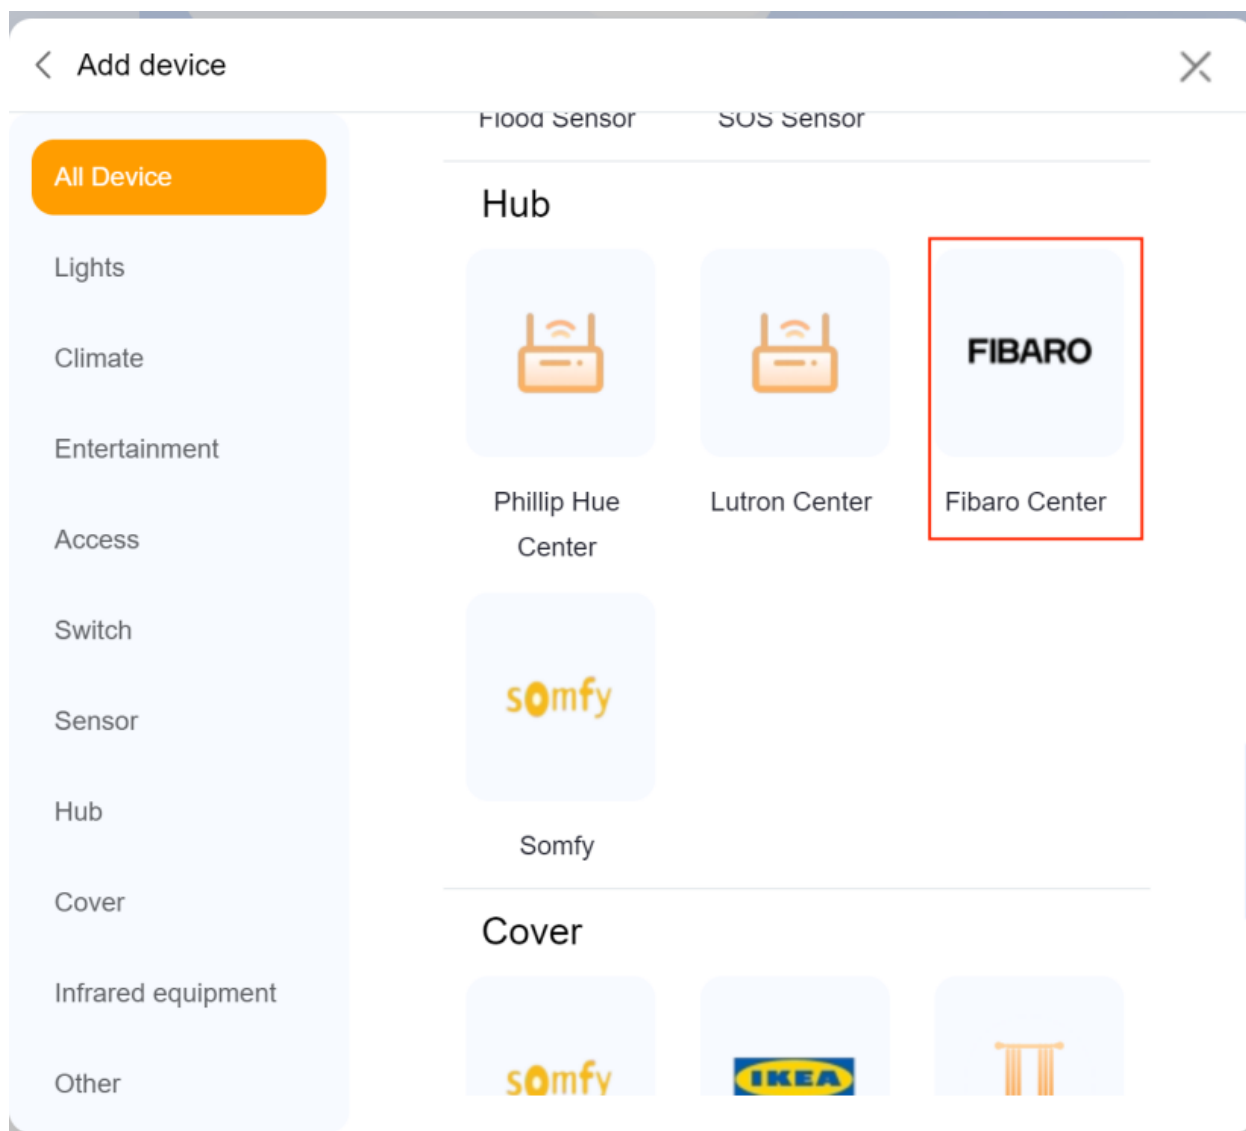 Add device
All Device
Lights
Climate
Entertainment
Access
Switch
Sensor
Hub
Cover
Infrared equipment
Other
Flood Sensor
SOS Sensor
Hub
Phillip Hue
Center
Lutron Center
FIBARO
Fibaro Center
somfy
Somfy
Cover
somfy
IKEA